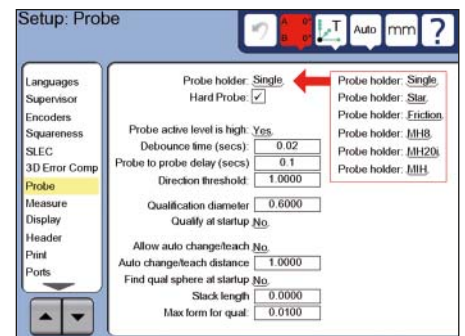 Setup: Probe
A 0°
B 0°
T
Auto
mm
?
Languages
Supervisor
Encoders
Squareness
SLEC
3D Error Comp
Probe
Measure
Display
Header
Print
Ports
Probe holder: Single
Hard Probe: ✓
Probe active level is high: Yes
Debounce time (secs): 0.02
Probe to probe delay (secs) 0.1
Direction threshold: 1.0000
Qualification diameter 0.6000
Qualify at startup No
Allow auto change/teach No
Auto change/teach distance 1.0000
Find qual sphere at startup No
Stack length 0.0000
Max form for qual: 0.0100
Probe holder: Single
Probe holder: Star
Probe holder: Friction
Probe holder: MH8
Probe holder: MH20i
Probe holder: MIH